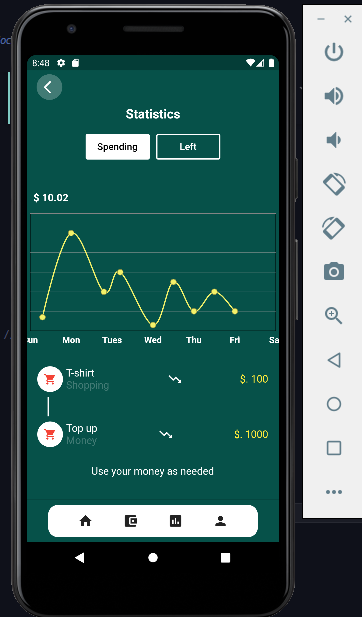 8:48
Statistics
Spending
Left
$ 10.02
un Mon Tues Wed Thu Fri Sa
T-shirt
Shopping
$. 100
Top up
Money
$. 1000
Use your money as needed